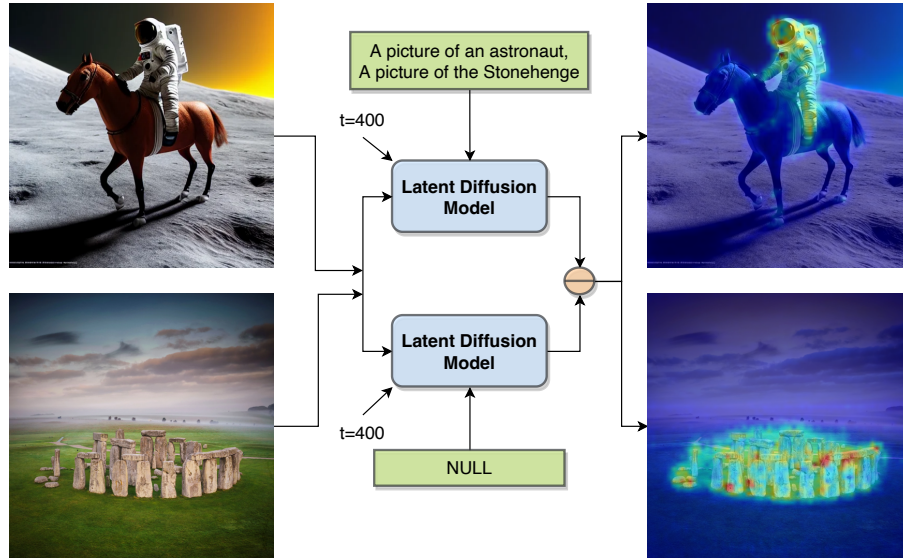 A picture of an astronaut,
A picture of the Stonehenge
t=400
Latent Diffusion
Model
Latent Diffusion
Model
t=400
NULL